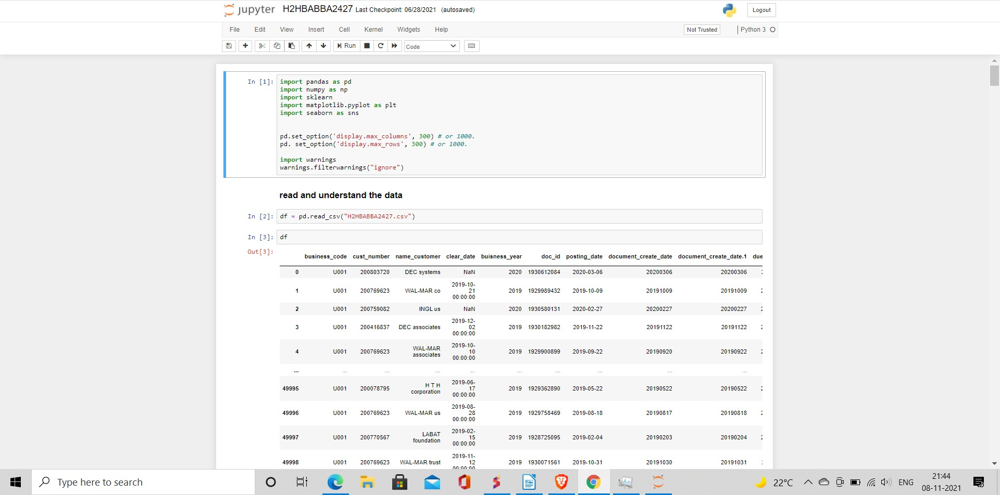 jupyter H2HBABBA2427 Last Checkpoint: 06/28/2021 (autosaved) Logout
File Edit View Insert Cell Kernel Widgets Help Not Trusted Python 3
Run Code
In [1]: import pandas as pd
import numpy as np
import sklearn
import matplotlib.pyplot as plt
import seaborn as sns
pd.set_option('display.max_columns', 300) # or 1000.
pd. set_option('display.max_rows', 300) # or 1000.
import warnings
warnings.filterwarnings("ignore")
read and understand the data
In [2]: df = pd.read_csv("H2HBABBA2427.csv")
In [3]: df
Out[3]:
business_code cust_number name_customer clear_date buisness_year doc_id posting_date document_create_date document_create_date.1 due
0 U001 200803720 DEC systems NaN 2020 1930612084 2020-03-06 20200306 20200306
2019-10-
1 U001 200769623 WAL-MAR co 21 2019 1929989432 2019-10-09 20191009 20191009
00:00:00
2 U001 200759082 INGL us NaN 2020 1930580131 2020-02-27 20200227 20200227
2019-12-
3 U001 200416837 DEC associates 02 2019 1930182982 2019-11-22 20191122 20191122
00:00:00
WAL-MAR 2019-10-
4 U001 200769623 associates 10 2019 1929900899 2019-09-22 20190920 20190922
00:00:00
... ... ... ... ... ... ... ... ... ...
H T H 2019-06-
49995 U001 200078795 corporation 17 2019 1929362890 2019-05-22 20190522 20190522
00:00:00
2019-08-
49996 U001 200769623 WAL-MAR us 28 2019 1929758469 2019-08-18 20190817 20190818
00:00:00
LABAT 2019-02-
49997 U001 200770567 foundation 15 2019 1928725095 2019-02-04 20190203 20190204
00:00:00
2019-11-
49998 U001 200769623 WAL-MAR trust 12 2019 1930071561 2019-10-31 20191030 20191031
00:00:00
Type here to search 22°C ENG 21:44
08-11-2021